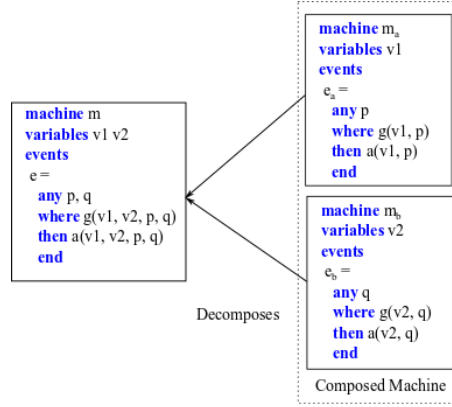 machine m
variables v1 v2
events
e =
any p, q
where g(v1, v2, p, q)
then a(v1, v2, p, q)
end
machine mₐ
variables v1
events
eₐ =
any p
where g(v1, p)
then a(v1, p)
end
machine m_b
variables v2
events
e_b =
any q
where g(v2, q)
then a(v2, q)
end
Decomposes
Composed Machine